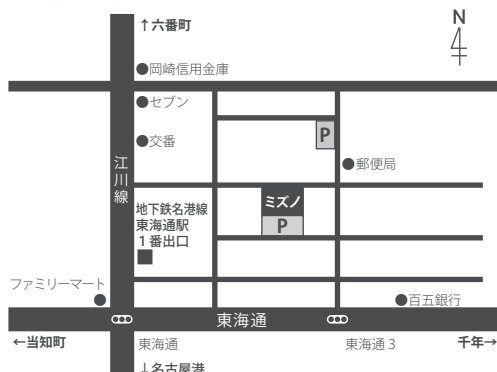 ↑六番町
N
●岡崎信用金庫
●セブン
P
●交番
●郵便局
江川線
ミズノ
地下鉄名港線
東海通駅
1番出口
P
ファミリーマート
●百五銀行
東海通
←当知町
東海通
東海通3
千年→
↓名古屋港